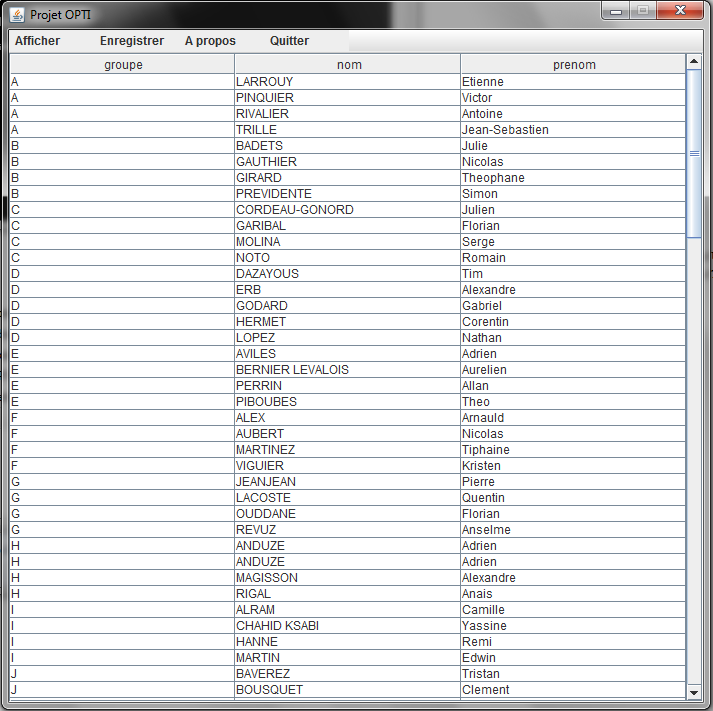 Projet OPTI
Afficher Enregistrer A propos Quitter
groupe nom prenom
A LARROUY Etienne
A PINQUIER Victor
A RIVALIER Antoine
A TRILLE Jean-Sebastien
B BADETS Julie
B GAUTHIER Nicolas
B GIRARD Theophane
B PREVIDENTE Simon
C CORDEAU-GONORD Julien
C GARIBAL Florian
C MOLINA Serge
C NOTO Romain
D DAZAYOUS Tim
D ERB Alexandre
D GODARD Gabriel
D HERMET Corentin
D LOPEZ Nathan
E AVILES Adrien
E BERNIER LEVALOIS Aurelien
E PERRIN Allan
E PIBOUBES Theo
F ALEX Arnauld
F AUBERT Nicolas
F MARTINEZ Tiphaine
F VIGUIER Kristen
G JEANJEAN Pierre
G LACOSTE Quentin
G OUDDANE Florian
G REVUZ Anselme
H ANDUZE Adrien
H ANDUZE Adrien
H MAGISSON Alexandre
H RIGAL Anais
I ALRAM Camille
I CHAHID KSABI Yassine
I HANNE Remi
I MARTIN Edwin
J BAVEREZ Tristan
J BOUSQUET Clement